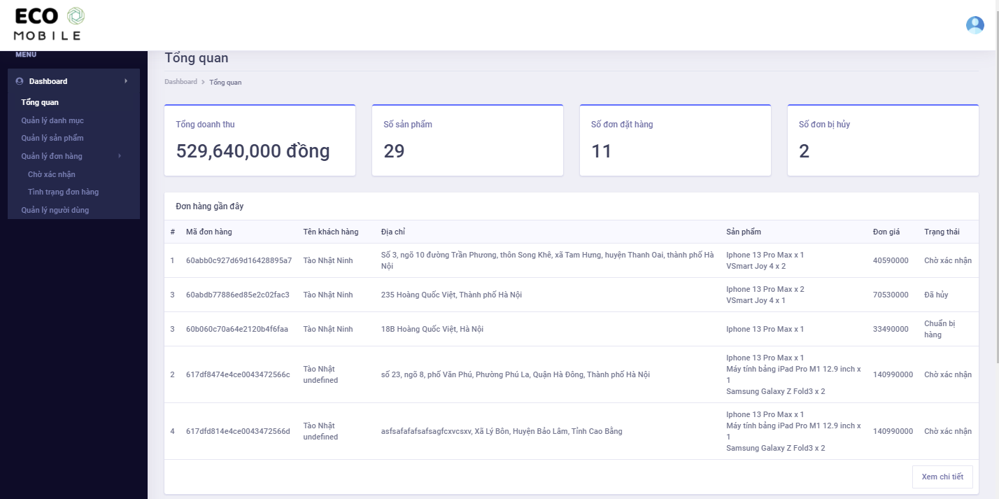 ECO
MOBILE
MENU
Dashboard
Tổng quan
Quản lý danh mục
Quản lý sản phẩm
Quản lý đơn hàng
Chờ xác nhận
Tình trạng đơn hàng
Quản lý người dùng
Tổng quan
Dashboard > Tổng quan
Tổng doanh thu
529,640,000 đồng
Số sản phẩm
29
Số đơn đặt hàng
11
Số đơn bị hủy
2
Đơn hàng gần đây
# Mã đơn hàng Tên khách hàng Địa chỉ Sản phẩm Đơn giá Trạng thái
1 60abb0c927d69d16428895a7 Tào Nhật Ninh Số 3, ngõ 10 đường Trần Phương, thôn Song Khê, xã Tam Hưng, huyện Thanh Oai, thành phố Hà
Nội
Iphone 13 Pro Max x 1
VSmart Joy 4 x 2
40590000 Chờ xác nhận
3 60abdb77886ed85e2c02fac3 Tào Nhật Ninh 235 Hoàng Quốc Việt, Thành phố Hà Nội
Iphone 13 Pro Max x 2
VSmart Joy 4 x 1
70530000 Đã hủy
3 60b060c70a64e2120b4f6faa Tào Nhật Ninh 18B Hoàng Quốc Việt, Hà Nội Iphone 13 Pro Max x 1 33490000 Chuẩn bị
hàng
2 617df8474e4ce0043472566c Tào Nhật
undefined
số 23, ngõ 8, phố Văn Phú, Phường Phú La, Quận Hà Đông, Thành phố Hà Nội
Iphone 13 Pro Max x 1
Máy tính bảng iPad Pro M1 12.9 inch x
1
Samsung Galaxy Z Fold3 x 2
140990000 Chờ xác nhận
4 617dfd814e4ce0043472566d Tào Nhật
undefined
asfsafafafsafsagfcxvcsxv, Xã Lý Bôn, Huyện Bảo Lâm, Tỉnh Cao Bằng
Iphone 13 Pro Max x 1
Máy tính bảng iPad Pro M1 12.9 inch x
1
Samsung Galaxy Z Fold3 x 2
140990000 Chờ xác nhận
Xem chi tiết